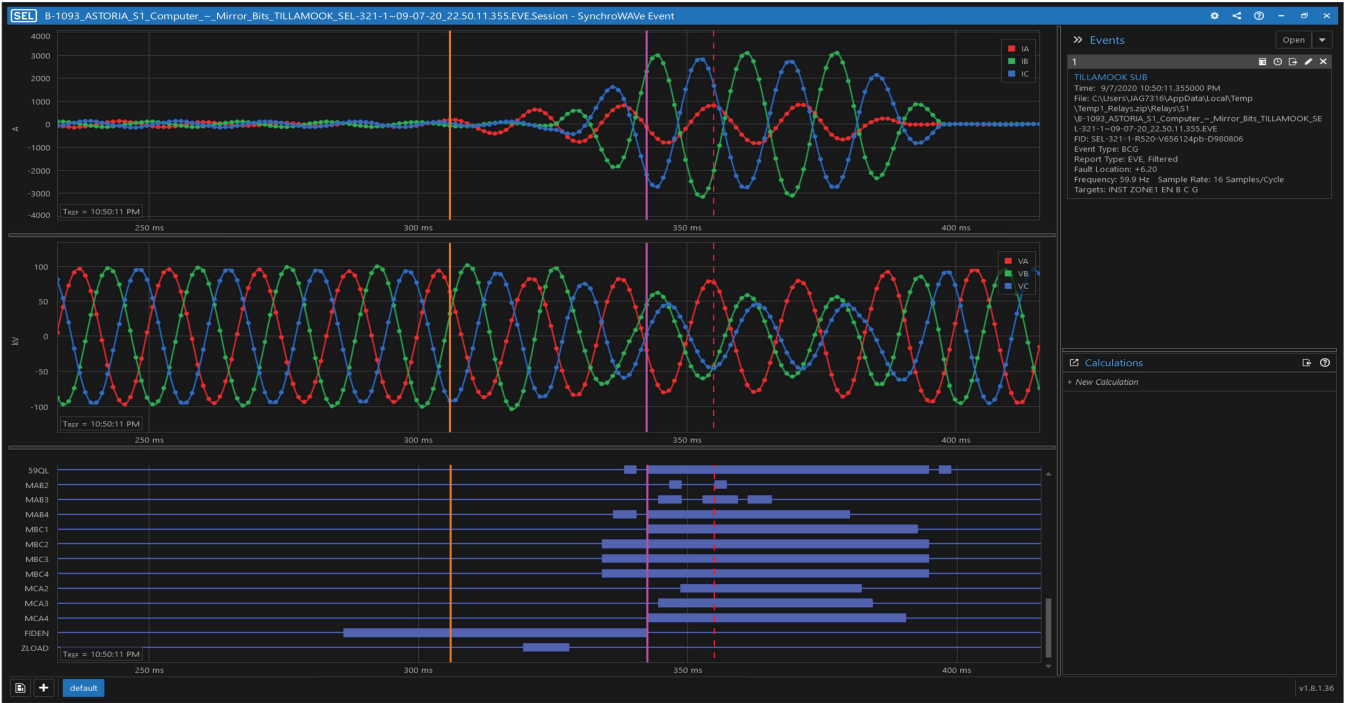 SEL B-1093_ASTORIA_S1_Computer_~_Mirror_Bits_TILLAMOOK_SEL-321-1~09-07-20_22.50.11.355.EVE.Session - SynchroWAVe Event
4000
3000
2000
1000
0
-1000
-2000
-3000
-4000
A
IA
IB
IC
TREF = 10:50:11 PM
250 ms
300 ms
350 ms
400 ms
100
50
0
-50
-100
kV
VA
VB
VC
TREF = 10:50:11 PM
250 ms
300 ms
350 ms
400 ms
59QL
MAB2
MAB3
MAB4
MBC1
MBC2
MBC3
MBC4
MCA2
MCA3
MCA4
FIDEN
ZLOAD
TREF = 10:50:11 PM
250 ms
300 ms
350 ms
400 ms
default
Events
Open
1
TILLAMOOK SUB
Time: 9/7/2020 10:50:11.355000 PM
File: C:\Users\JAG7316\AppData\Local\Temp
\Temp1_Relays.zip\Relays\S1
\B-1093_ASTORIA_S1_Computer_~_Mirror_Bits_TILLAMOOK_SE
L-321-1~09-07-20_22.50.11.355.EVE
FID: SEL-321-1-R520-V656124pb-D980806
Event Type: BCG
Report Type: EVE, Filtered
Fault Location: +6.20
Frequency: 59.9 Hz Sample Rate: 16 Samples/Cycle
Targets: INST ZONE1 EN B C G
Calculations
+ New Calculation
v1.8.1.36